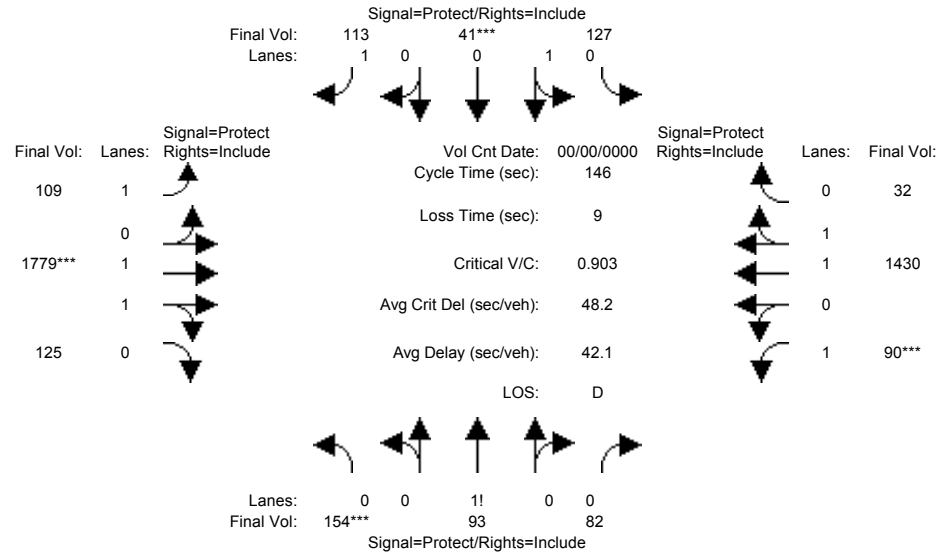 Signal=Protect/Rights=Include
Final Vol: 113 41*** 127
Lanes: 1 0 0 1 0
Signal=Protect Signal=Protect
Final Vol: Lanes: Rights=Include Vol Cnt Date: 00/00/0000 Rights=Include Lanes: Final Vol:
Cycle Time (sec): 146
109 1 0 32
Loss Time (sec): 9
0 1
1779*** 1 Critical V/C: 0.903 1 1430
1 Avg Crit Del (sec/veh): 48.2 0
125 0 Avg Delay (sec/veh): 42.1 1 90***
LOS: D
Lanes: 0 0 1! 0 0
Final Vol: 154*** 93 82
Signal=Protect/Rights=Include